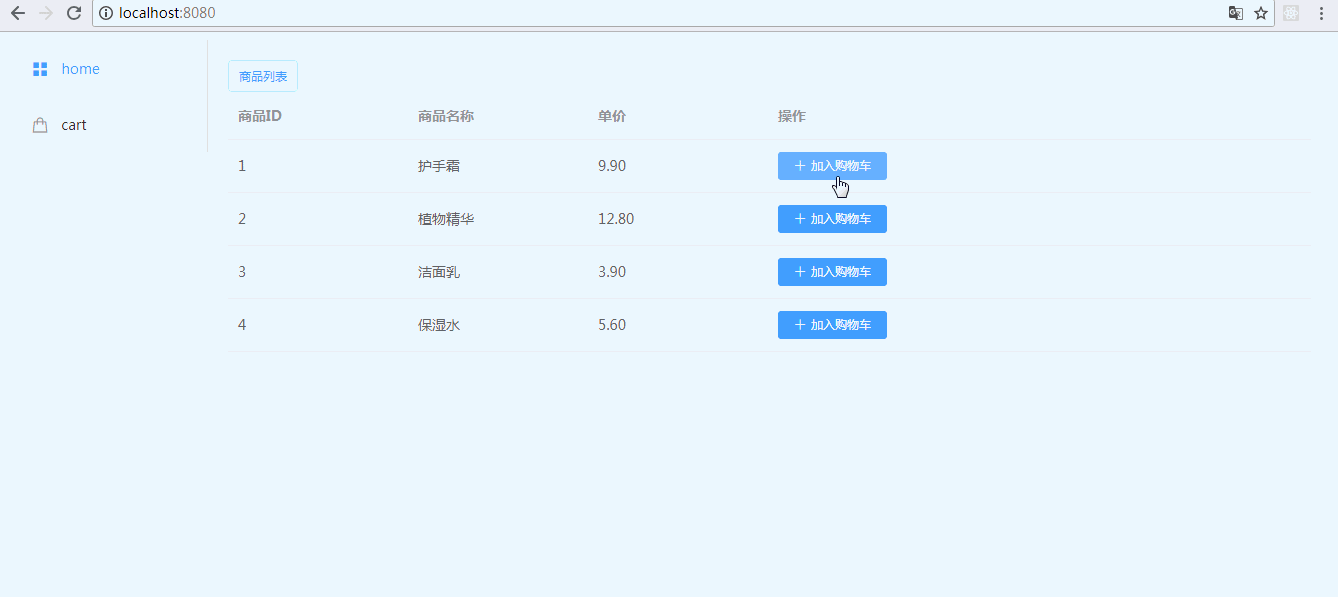 localhost:8080
home
cart
商品列表
商品ID 商品名称 单价 操作
1 护手霜 9.90 加入购物车
2 植物精华 12.80 加入购物车
3 洁面乳 3.90 加入购物车
4 保湿水 5.60 加入购物车